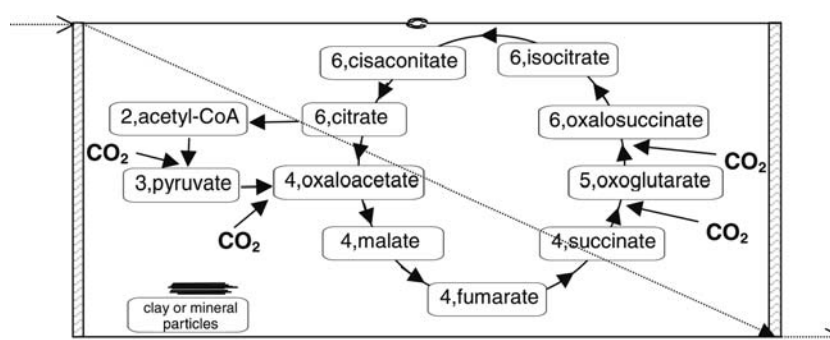 6,cisaconitate
6,isocitrate
2,acetyl-CoA
6,citrate
6,oxalosuccinate
CO₂
CO₂
3,pyruvate
4,oxaloacetate
5,oxoglutarate
CO₂
4,malate
4,succinate
CO₂
4,fumarate
clay or mineral
particles